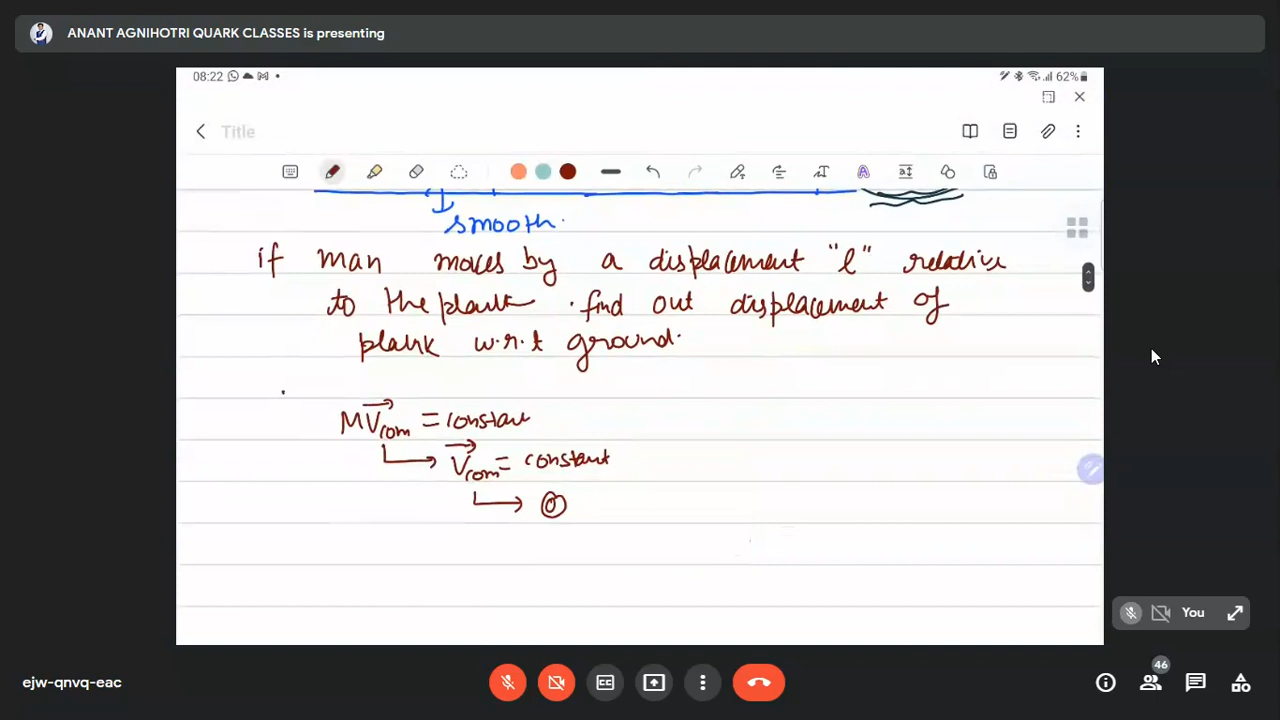 ANANT AGNIHOTRI QUARK CLASSES is presenting
08:22
62%
Title
smooth.
if man moves by a displacement "l" relative
to the plank . find out displacement of
plank w.r.t ground.
MV⃗com = constant
V⃗com = constant
0
You
ejw-qnvq-eac
CC
46